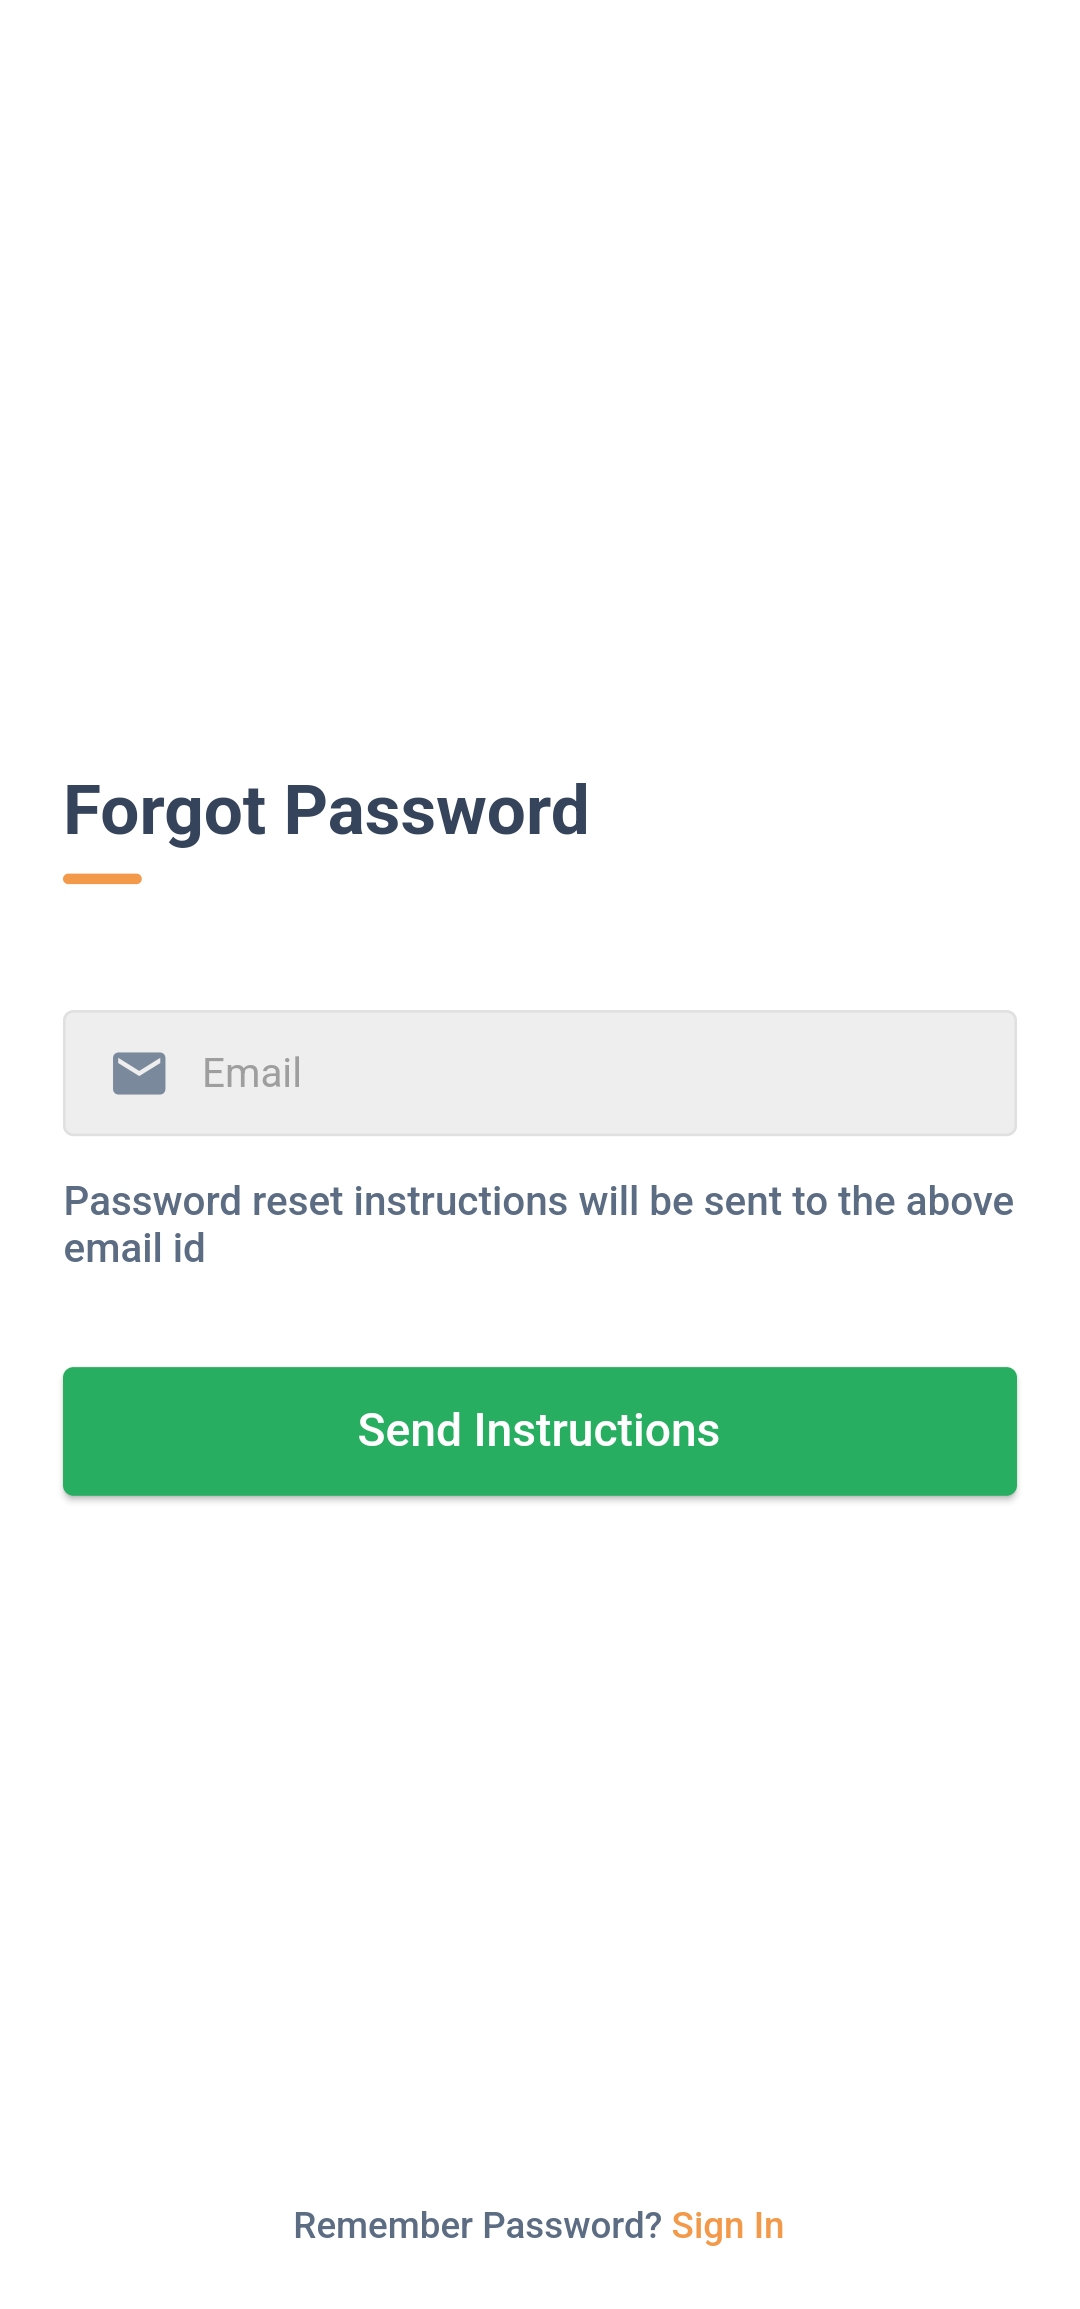 Forgot Password
Email
Password reset instructions will be sent to the above
email id
Send Instructions
Remember Password? Sign In